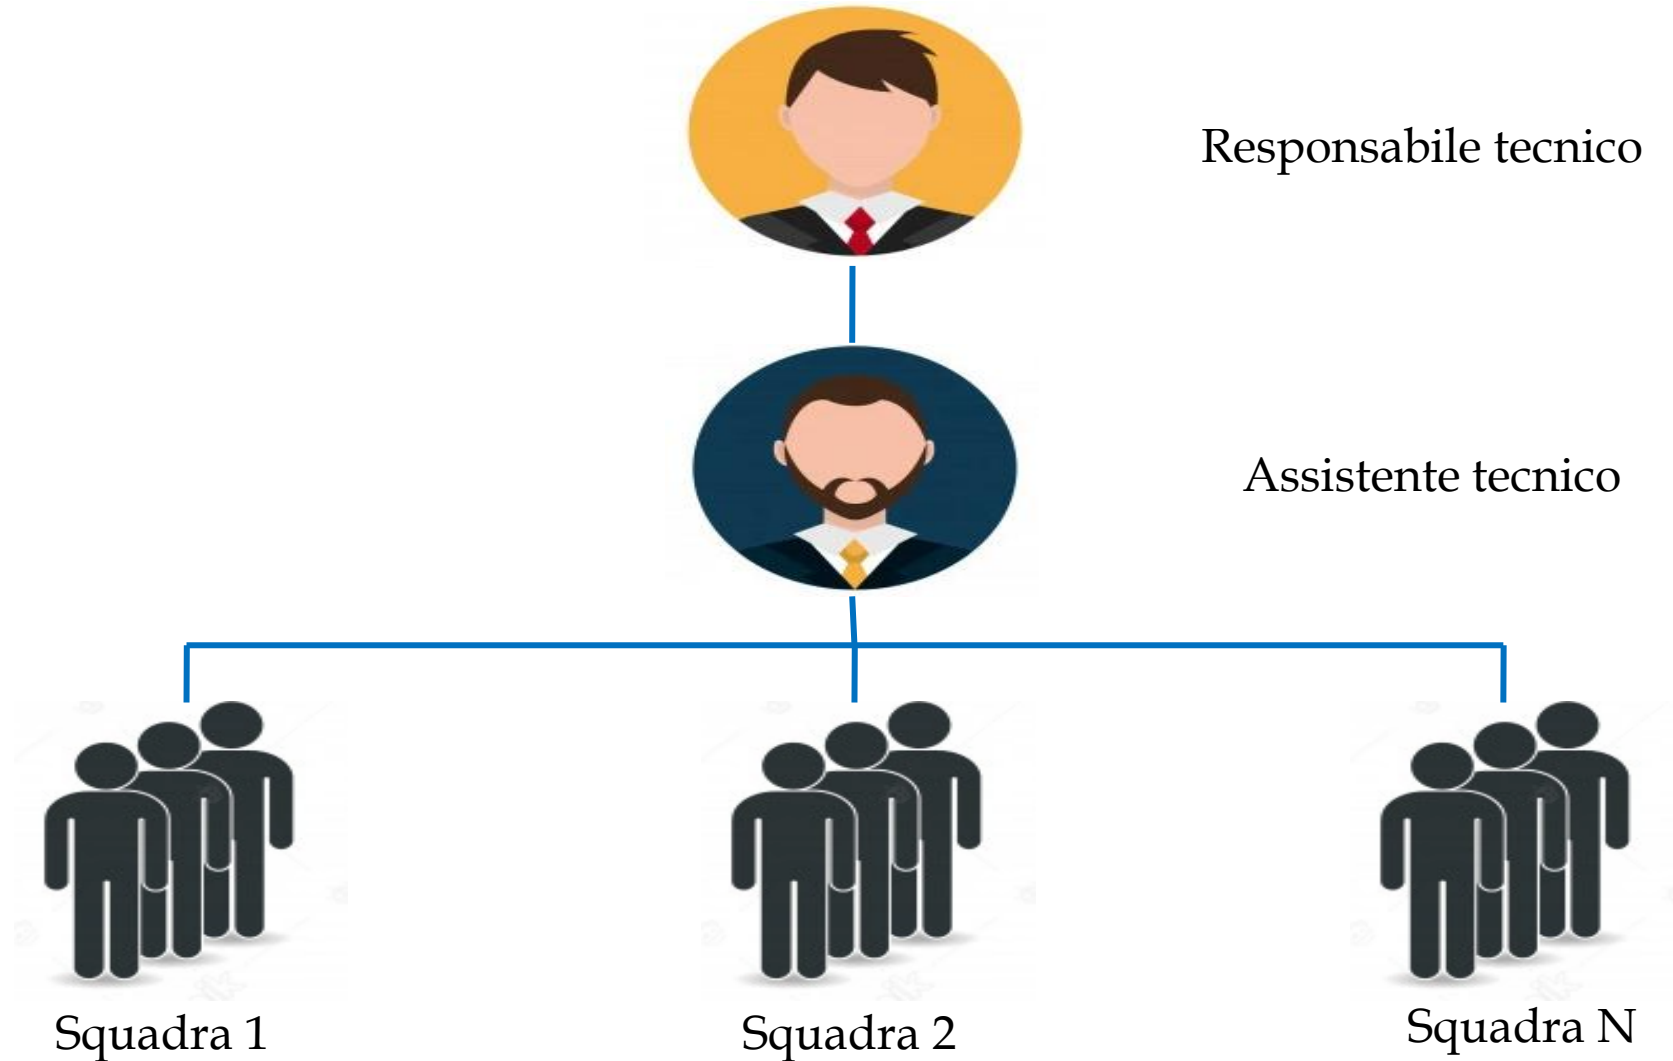 Responsabile tecnico
Assistente tecnico
Squadra 1
Squadra 2
Squadra N